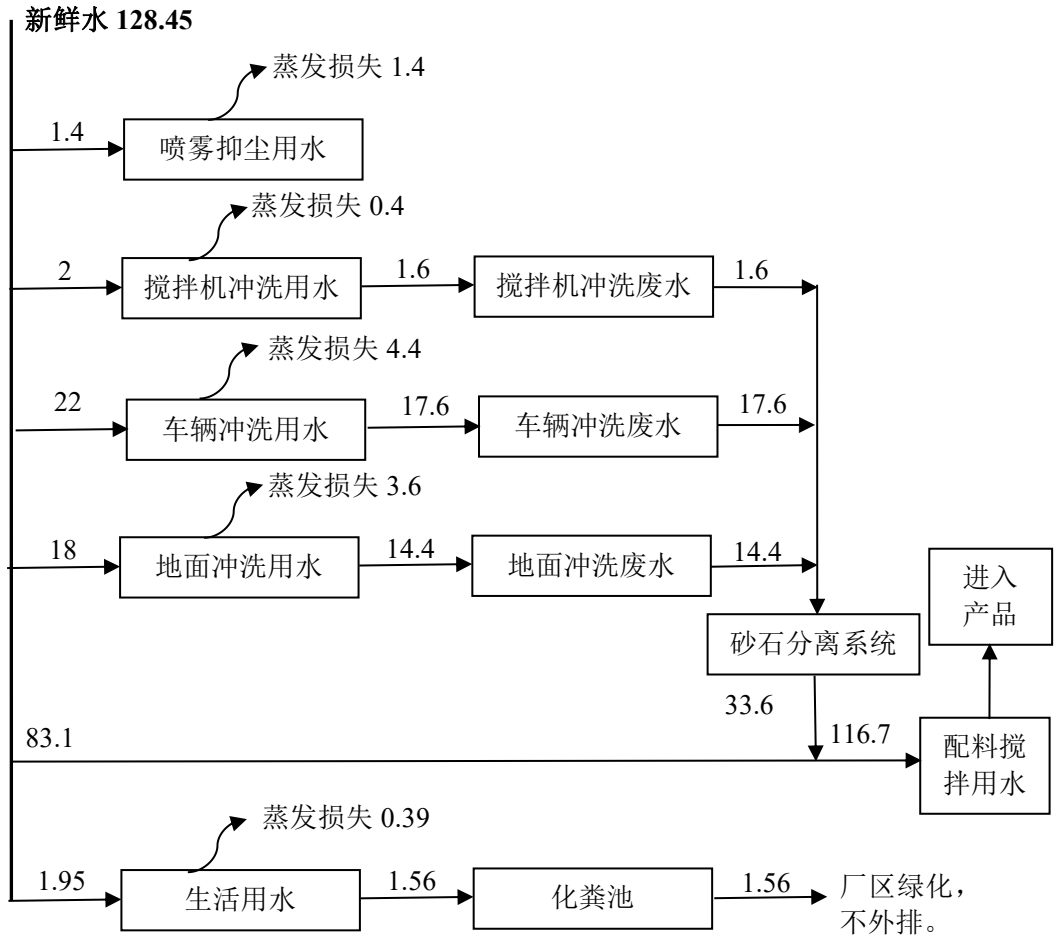 新鲜水 128.45
蒸发损失 1.4
1.4
喷雾抑尘用水
蒸发损失 0.4
2
搅拌机冲洗用水
1.6
搅拌机冲洗废水
1.6
蒸发损失 4.4
22
车辆冲洗用水
17.6
车辆冲洗废水
17.6
蒸发损失 3.6
18
地面冲洗用水
14.4
地面冲洗废水
14.4
进入
产品
砂石分离系统
33.6
83.1
116.7
配料搅
拌用水
蒸发损失 0.39
1.95
生活用水
1.56
化粪池
1.56
厂区绿化，
不外排。